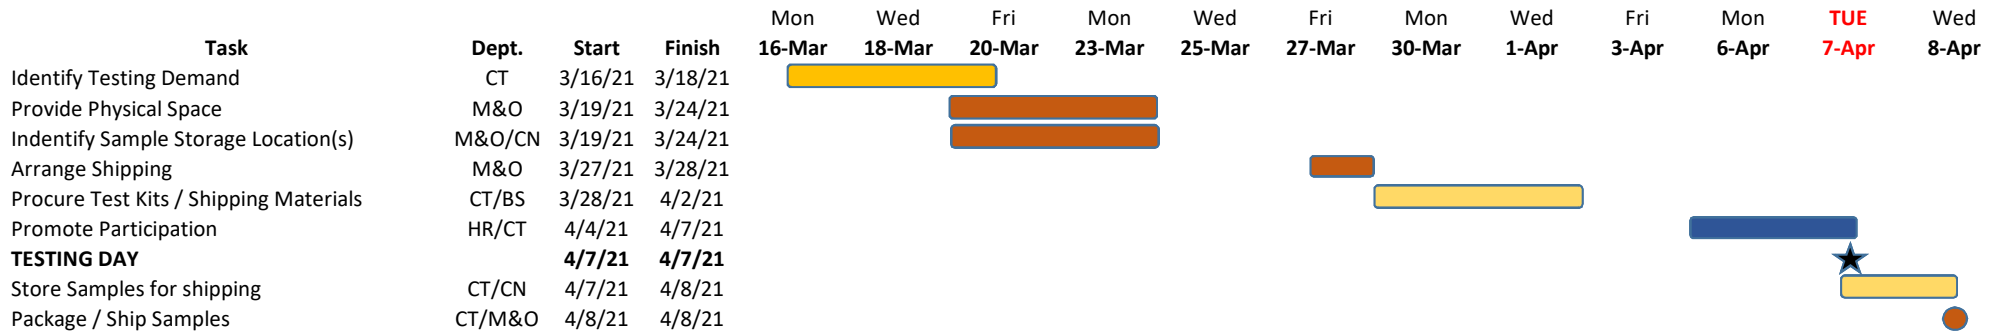 Mon Wed Fri Mon Wed Fri Mon Wed Fri Mon TUE Wed
Task Dept. Start Finish 16-Mar 18-Mar 20-Mar 23-Mar 25-Mar 27-Mar 30-Mar 1-Apr 3-Apr 6-Apr 7-Apr 8-Apr
Identify Testing Demand CT 3/16/21 3/18/21
Provide Physical Space M&O 3/19/21 3/24/21
Indentify Sample Storage Location(s) M&O/CN 3/19/21 3/24/21
Arrange Shipping M&O 3/27/21 3/28/21
Procure Test Kits / Shipping Materials CT/BS 3/28/21 4/2/21
Promote Participation HR/CT 4/4/21 4/7/21
TESTING DAY 4/7/21 4/7/21
Store Samples for shipping CT/CN 4/7/21 4/8/21
Package / Ship Samples CT/M&O 4/8/21 4/8/21